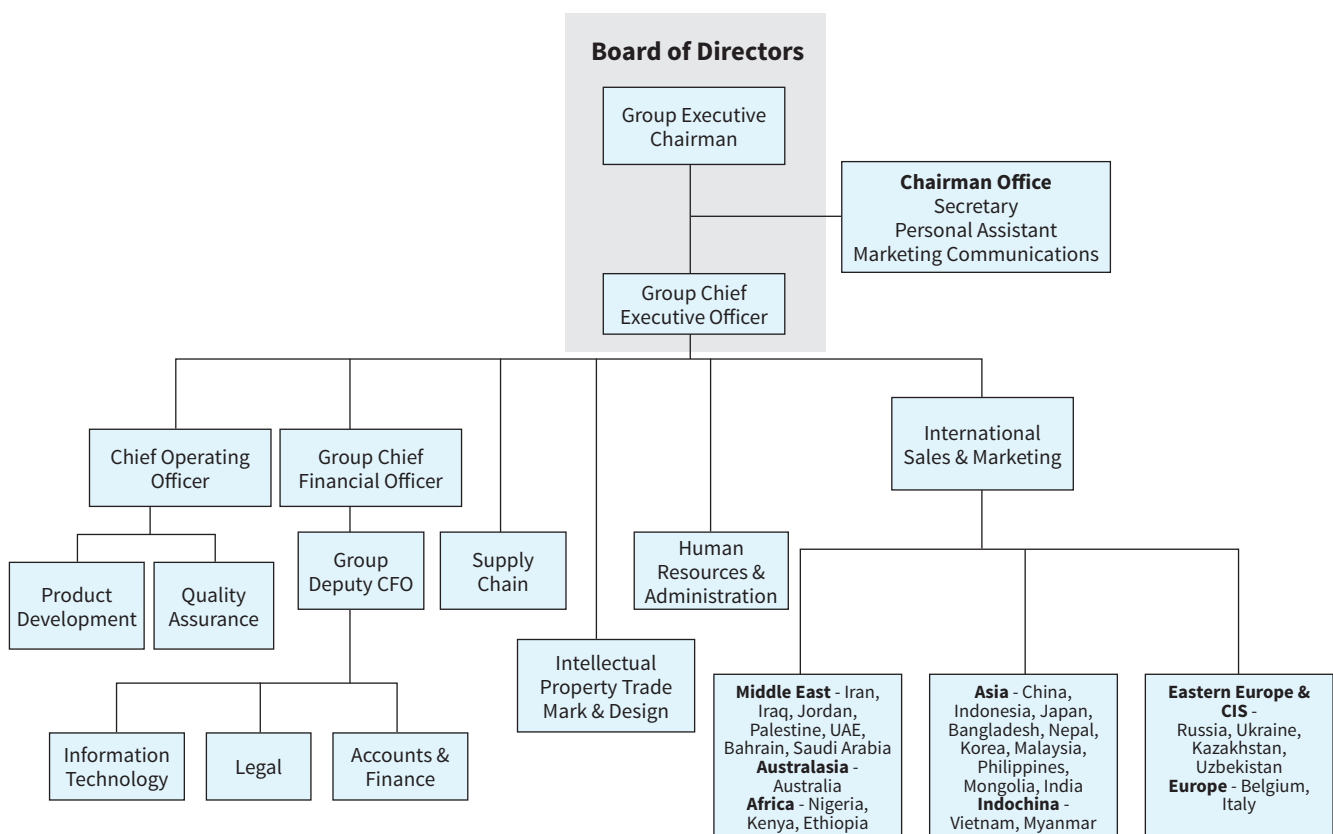 Board of Directors
Group Executive
Chairman
Chairman Office
Secretary
Personal Assistant
Marketing Communications
Group Chief
Executive Officer
Chief Operating
Officer
Group Chief
Financial Officer
International
Sales & Marketing
Product
Development
Quality
Assurance
Group
Deputy CFO
Supply
Chain
Human
Resources &
Administration
Intellectual
Property Trade
Mark & Design
Information
Technology
Legal
Accounts &
Finance
Middle East - Iran,
Iraq, Jordan,
Palestine, UAE,
Bahrain, Saudi Arabia
Australasia -
Australia
Africa - Nigeria,
Kenya, Ethiopia
Asia - China,
Indonesia, Japan,
Bangladesh, Nepal,
Korea, Malaysia,
Philippines,
Mongolia, India
Indochina -
Vietnam, Myanmar
Eastern Europe &
CIS -
Russia, Ukraine,
Kazakhstan,
Uzbekistan
Europe - Belgium,
Italy